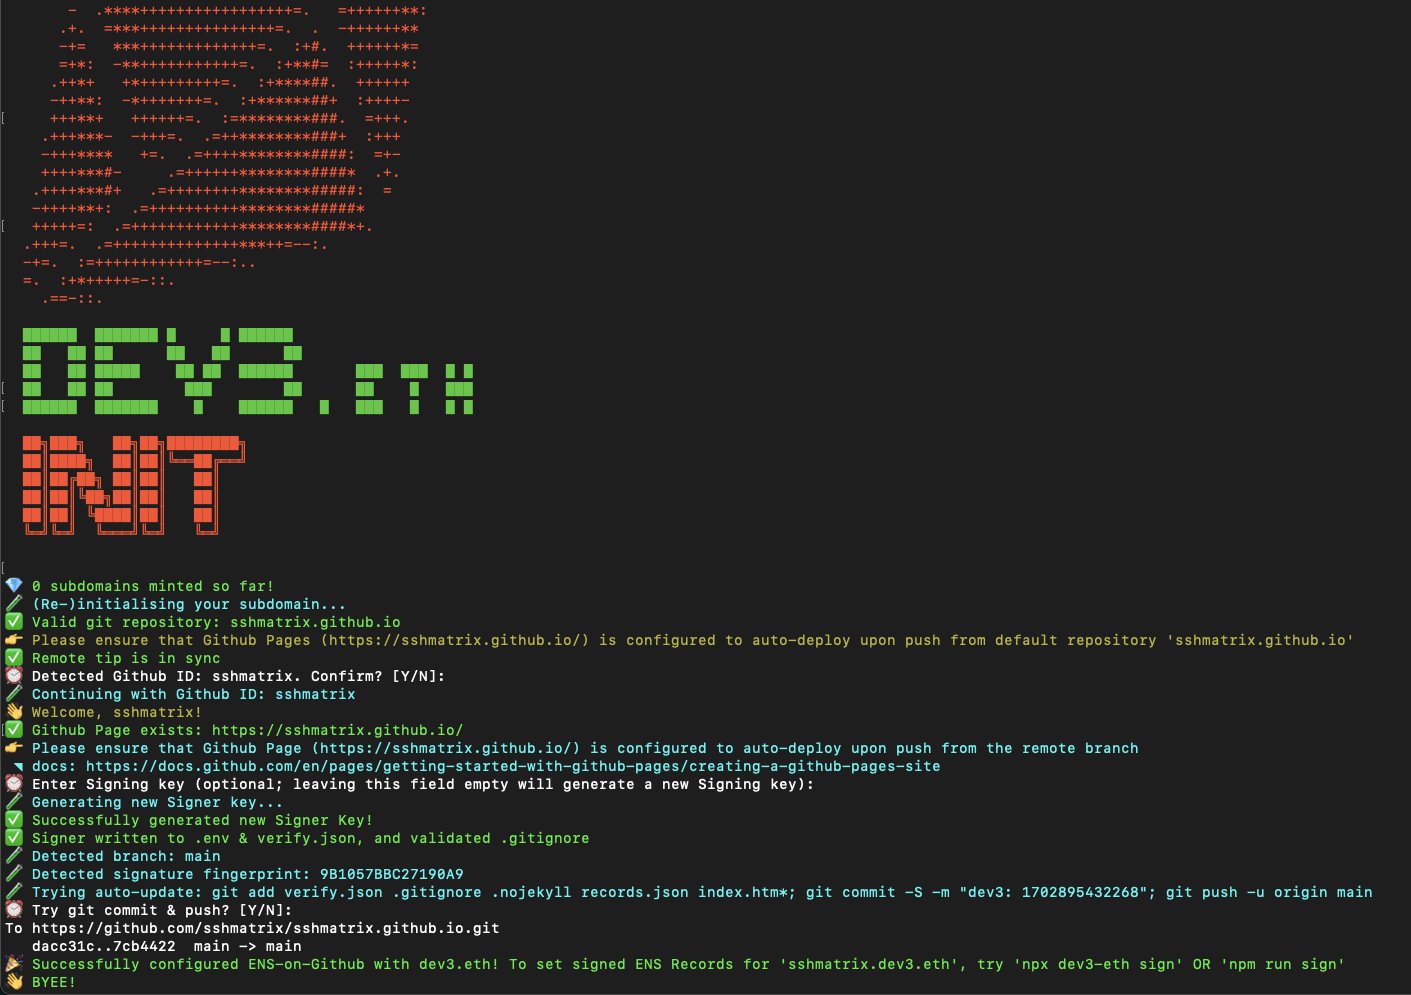 DEV3.ETH
INIT
0 subdomains minted so far!
(Re-)initialising your subdomain...
Valid git repository: sshmatrix.github.io
Please ensure that Github Pages (https://sshmatrix.github.io/) is configured to auto-deploy upon push from default repository 'sshmatrix.github.io'
Remote tip is in sync
Detected Github ID: sshmatrix. Confirm? [Y/N]:
Continuing with Github ID: sshmatrix
Welcome, sshmatrix!
Github Page exists: https://sshmatrix.github.io/
Please ensure that Github Page (https://sshmatrix.github.io/) is configured to auto-deploy upon push from the remote branch
docs: https://docs.github.com/en/pages/getting-started-with-github-pages/creating-a-github-pages-site
Enter Signing key (optional; leaving this field empty will generate a new Signing key):
Generating new Signer key...
Successfully generated new Signer Key!
Signer written to .env & verify.json, and validated .gitignore
Detected branch: main
Detected signature fingerprint: 9B1057BBC27190A9
Trying auto-update: git add verify.json .gitignore .nojekyll records.json index.htm*; git commit -S -m "dev3: 1702895432268"; git push -u origin main
Try git commit & push? [Y/N]:
To https://github.com/sshmatrix/sshmatrix.github.io.git
dacc31c..7cb4422  main -> main
Successfully configured ENS-on-Github with dev3.eth! To set signed ENS Records for 'sshmatrix.dev3.eth', try 'npx dev3-eth sign' OR 'npm run sign'
BYEE!